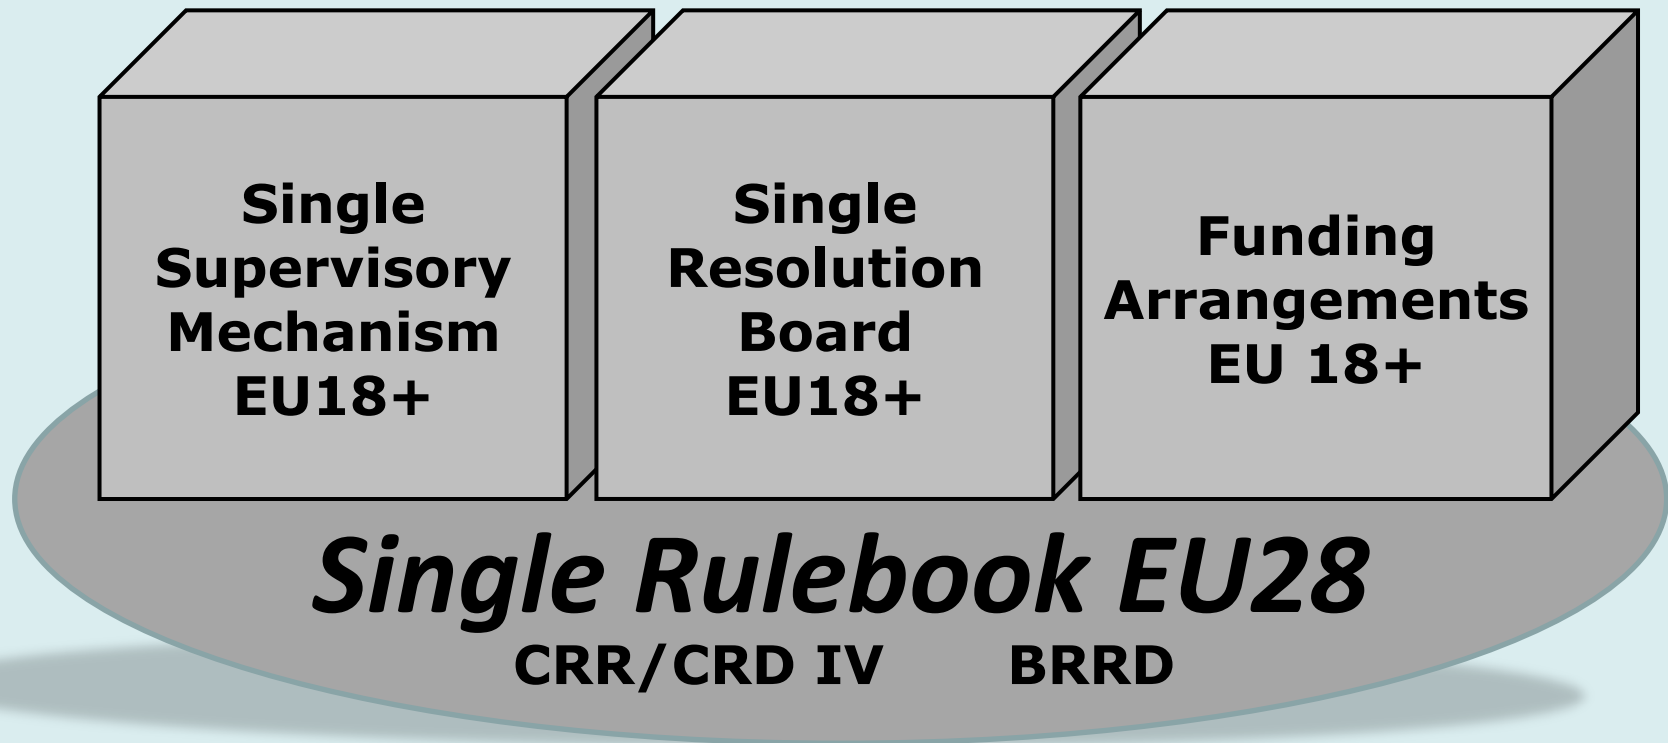 Single
Supervisory
Mechanism
EU18+
Single
Resolution
Board
EU18+
Funding
Arrangements
EU 18+
Single Rulebook EU28
CRR/CRD IV BRRD